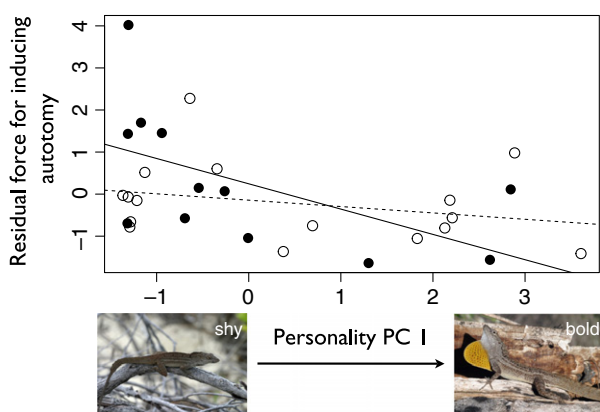 Residual force for inducing
autotomy
4
3
2
1
0
−1
−1 0 1 2 3
shy
Personality PC 1
bold